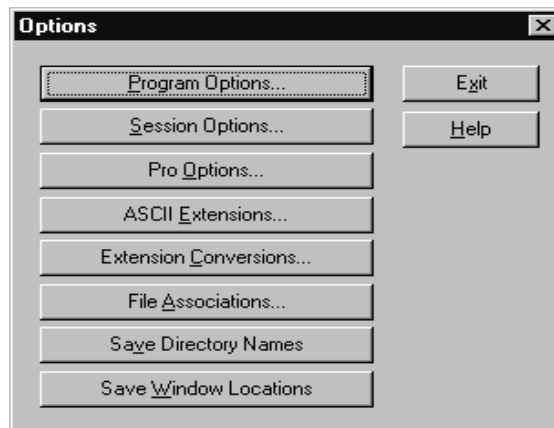 Options
Program Options...
Exit
Session Options...
Help
Pro Options...
ASCII Extensions...
Extension Conversions...
File Associations...
Save Directory Names
Save Window Locations